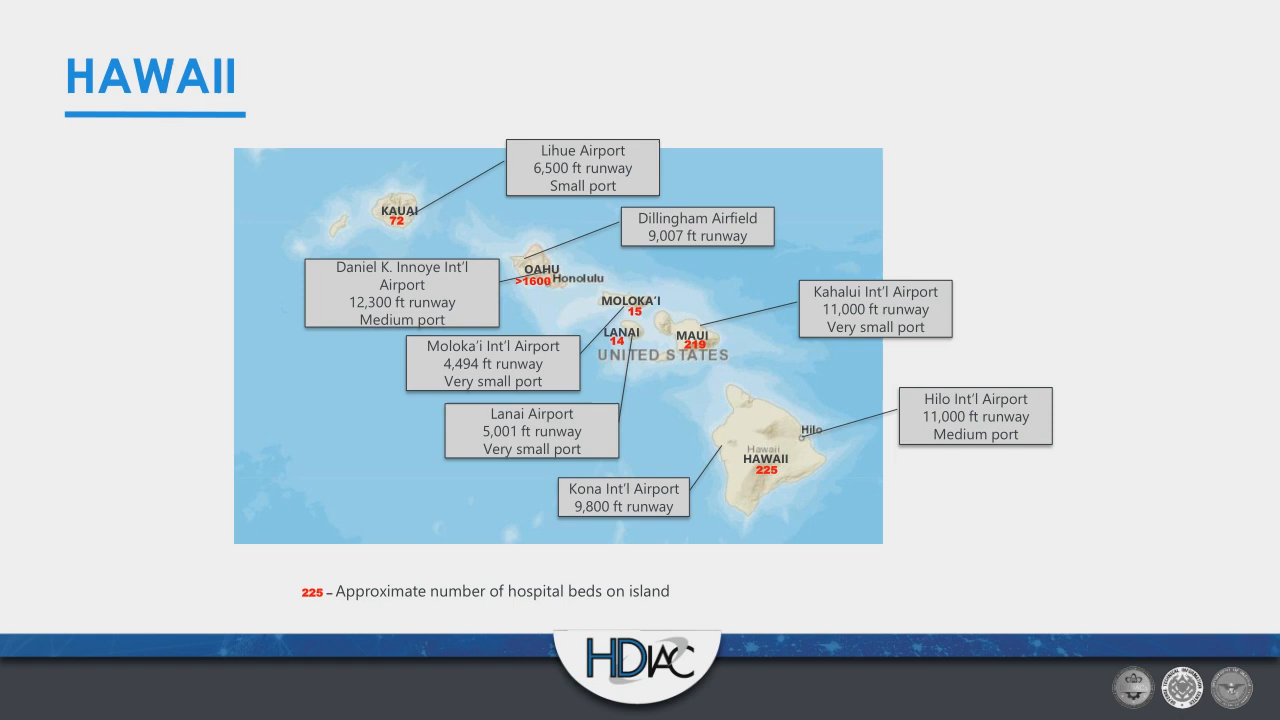 HAWAII
Lihue Airport
6,500 ft runway
Small port
Dillingham Airfield
9,007 ft runway
KAUAI
72
Daniel K. Innoye Int'l
Airport
12,300 ft runway
Medium port
OAHU
>1600
Honolulu
Kahalui Int'l Airport
11,000 ft runway
Very small port
MOLOKA'I
15
LANAI
14
MAUI
219
UNITED STATES
Moloka'i Int'l Airport
4,494 ft runway
Very small port
Lanai Airport
5,001 ft runway
Very small port
Hilo Int'l Airport
11,000 ft runway
Medium port
Hilo
Hawaii
HAWAII
225
Kona Int'l Airport
9,800 ft runway
225 – Approximate number of hospital beds on island
HDIAC